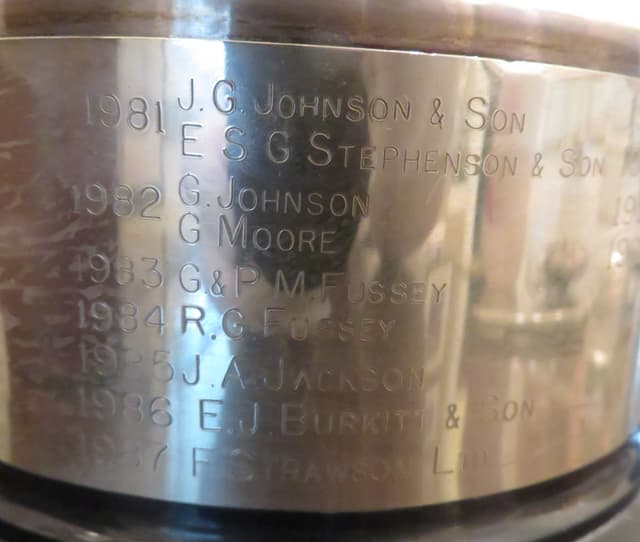 1981 J. G. JOHNSON & SON
E S G STEPHENSON & SON
1982 G. JOHNSON
G MOORE
1983 G & P M FUSSEY
1984 R. G. FUSSEY
1985 J. A. JACKSON
1986 E. J. BURKITT & SON
1987 F STRAWSON